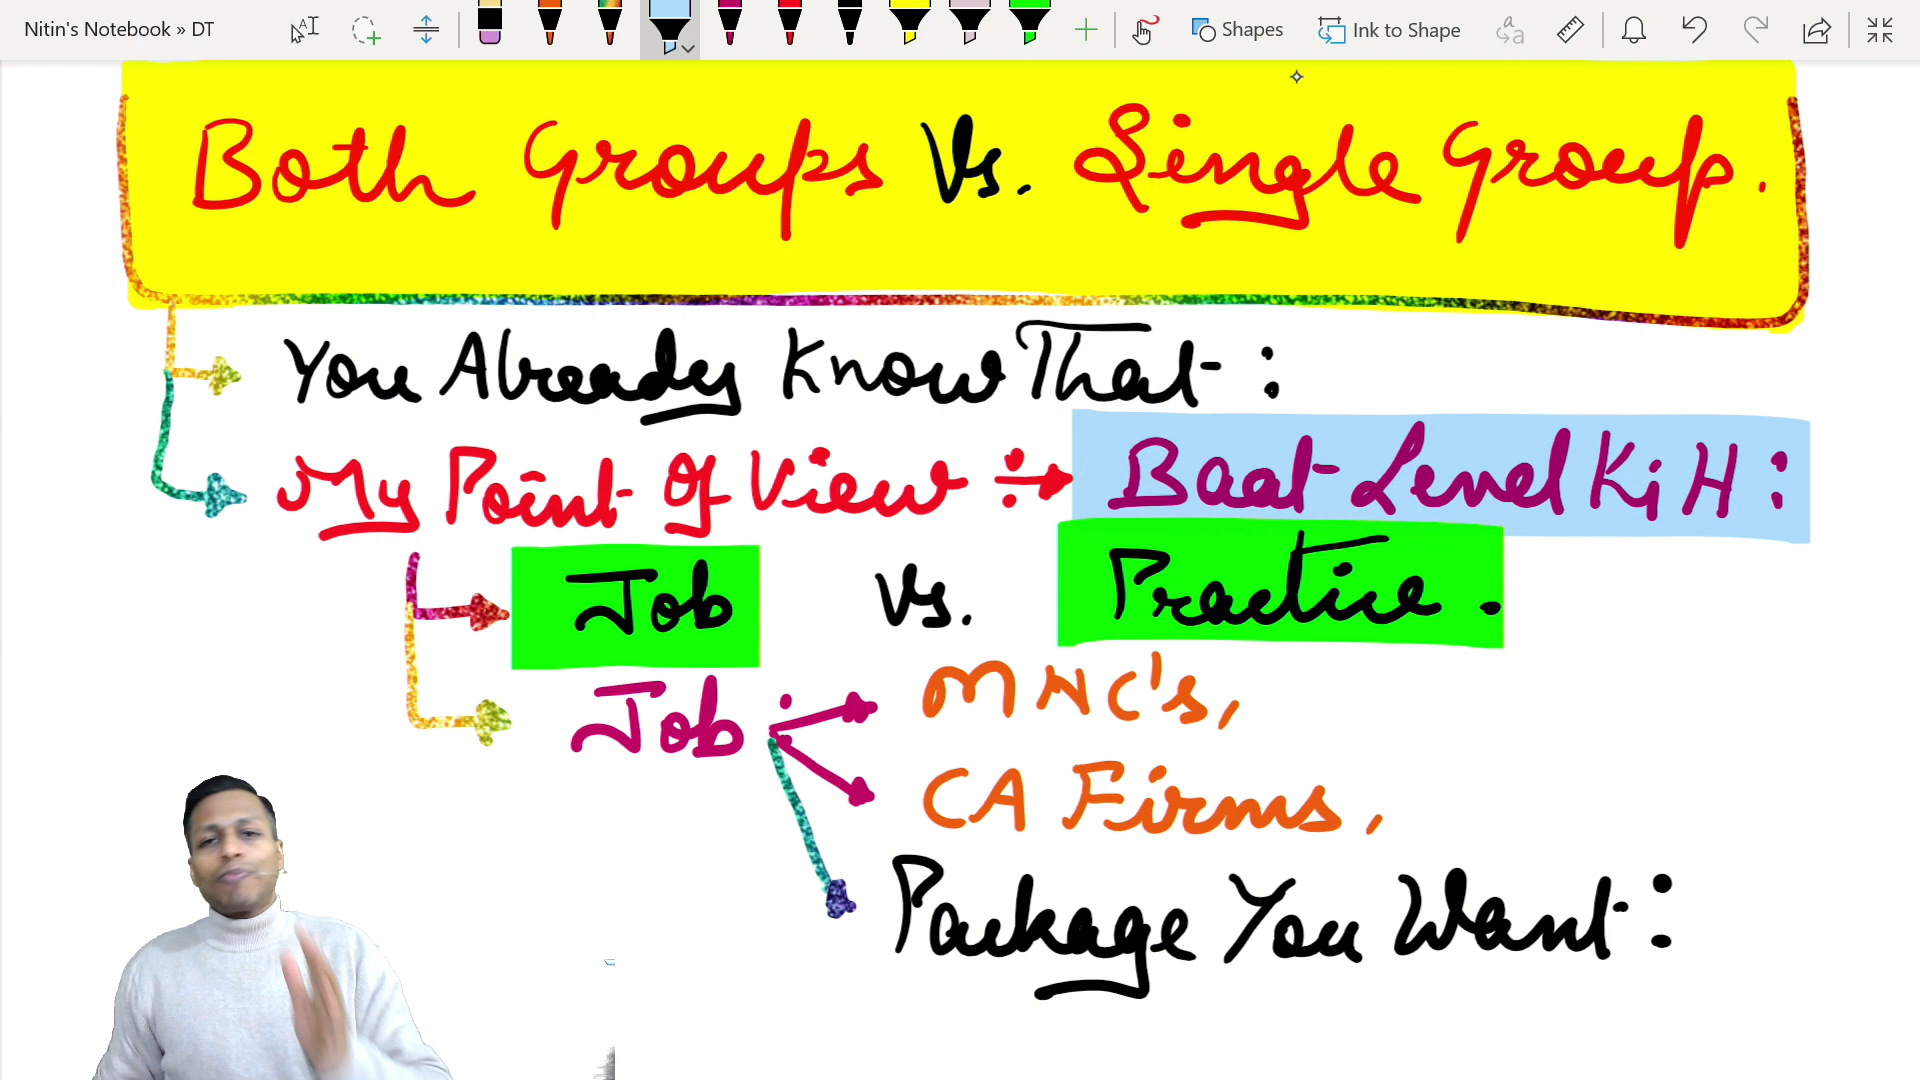 Nitin's Notebook » DT Shapes Ink to Shape
Both Groups Vs. Single Group.
You Already Know That :
My Point Of View ÷ Baat Level Ki H :
Job Vs. Practice.
Job : MNC's,
CA Firms,
Package You Want :